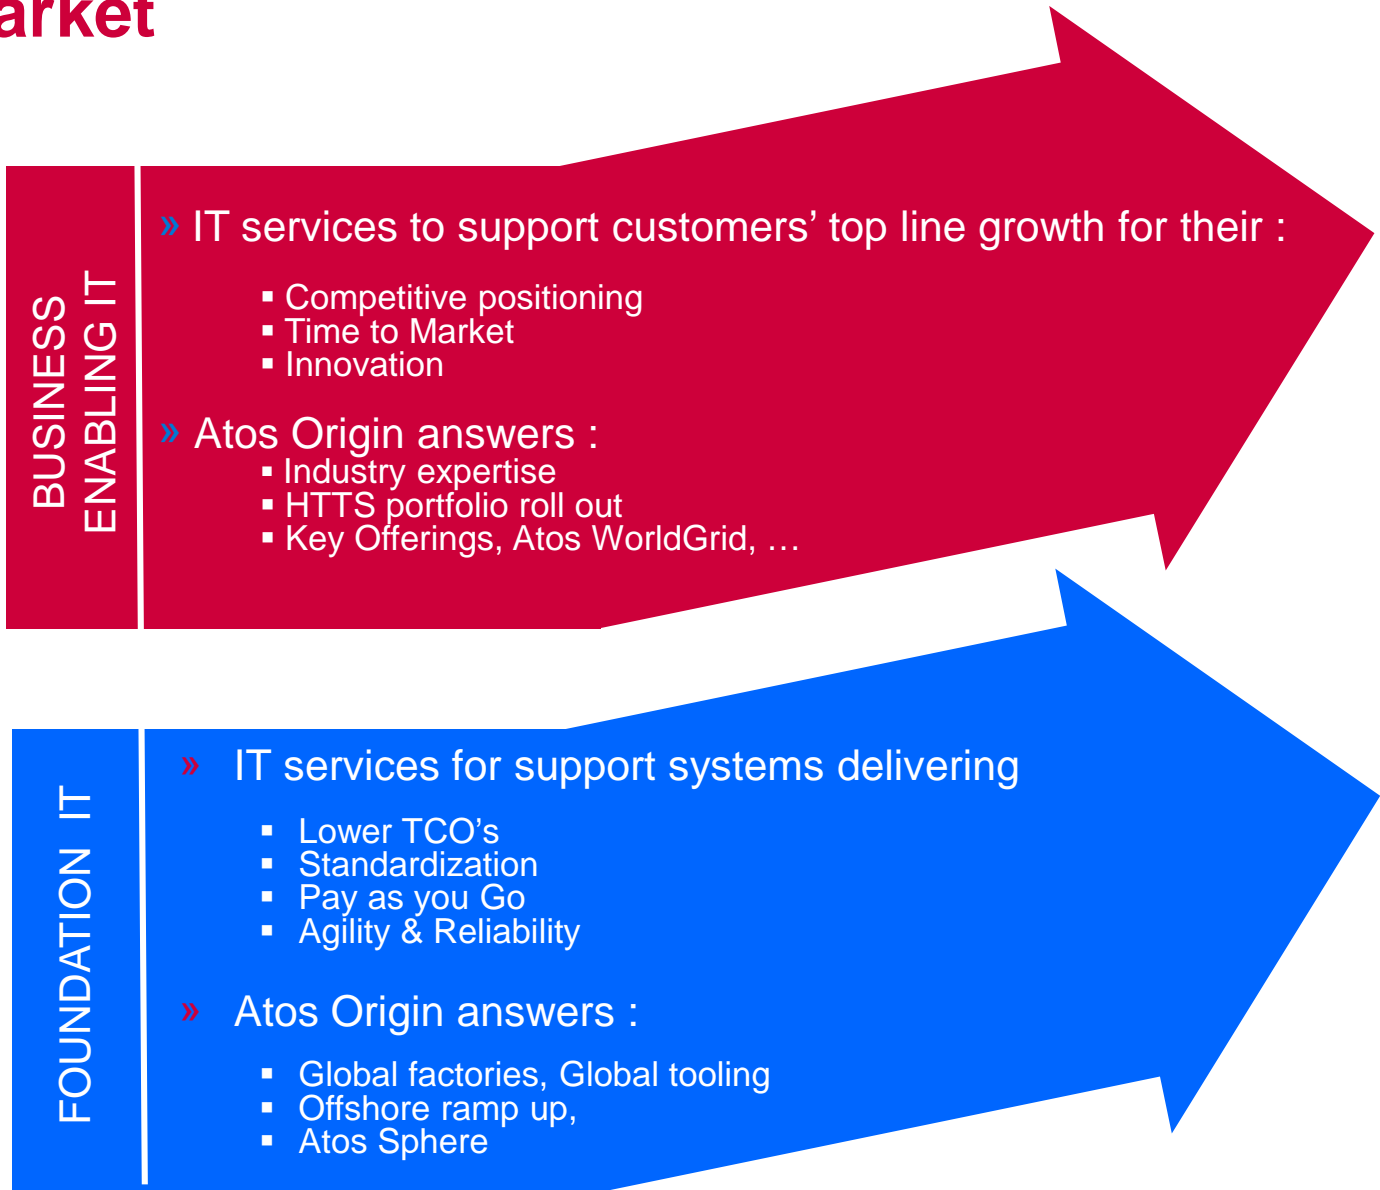 arket
BUSINESS
ENABLING IT
» IT services to support customers’ top line growth for their :
▪ Competitive positioning
▪ Time to Market
▪ Innovation
» Atos Origin answers :
▪ Industry expertise
▪ HTTS portfolio roll out
▪ Key Offerings, Atos WorldGrid, …
FOUNDATION IT
» IT services for support systems delivering
▪ Lower TCO’s
▪ Standardization
▪ Pay as you Go
▪ Agility & Reliability
» Atos Origin answers :
▪ Global factories, Global tooling
▪ Offshore ramp up,
▪ Atos Sphere